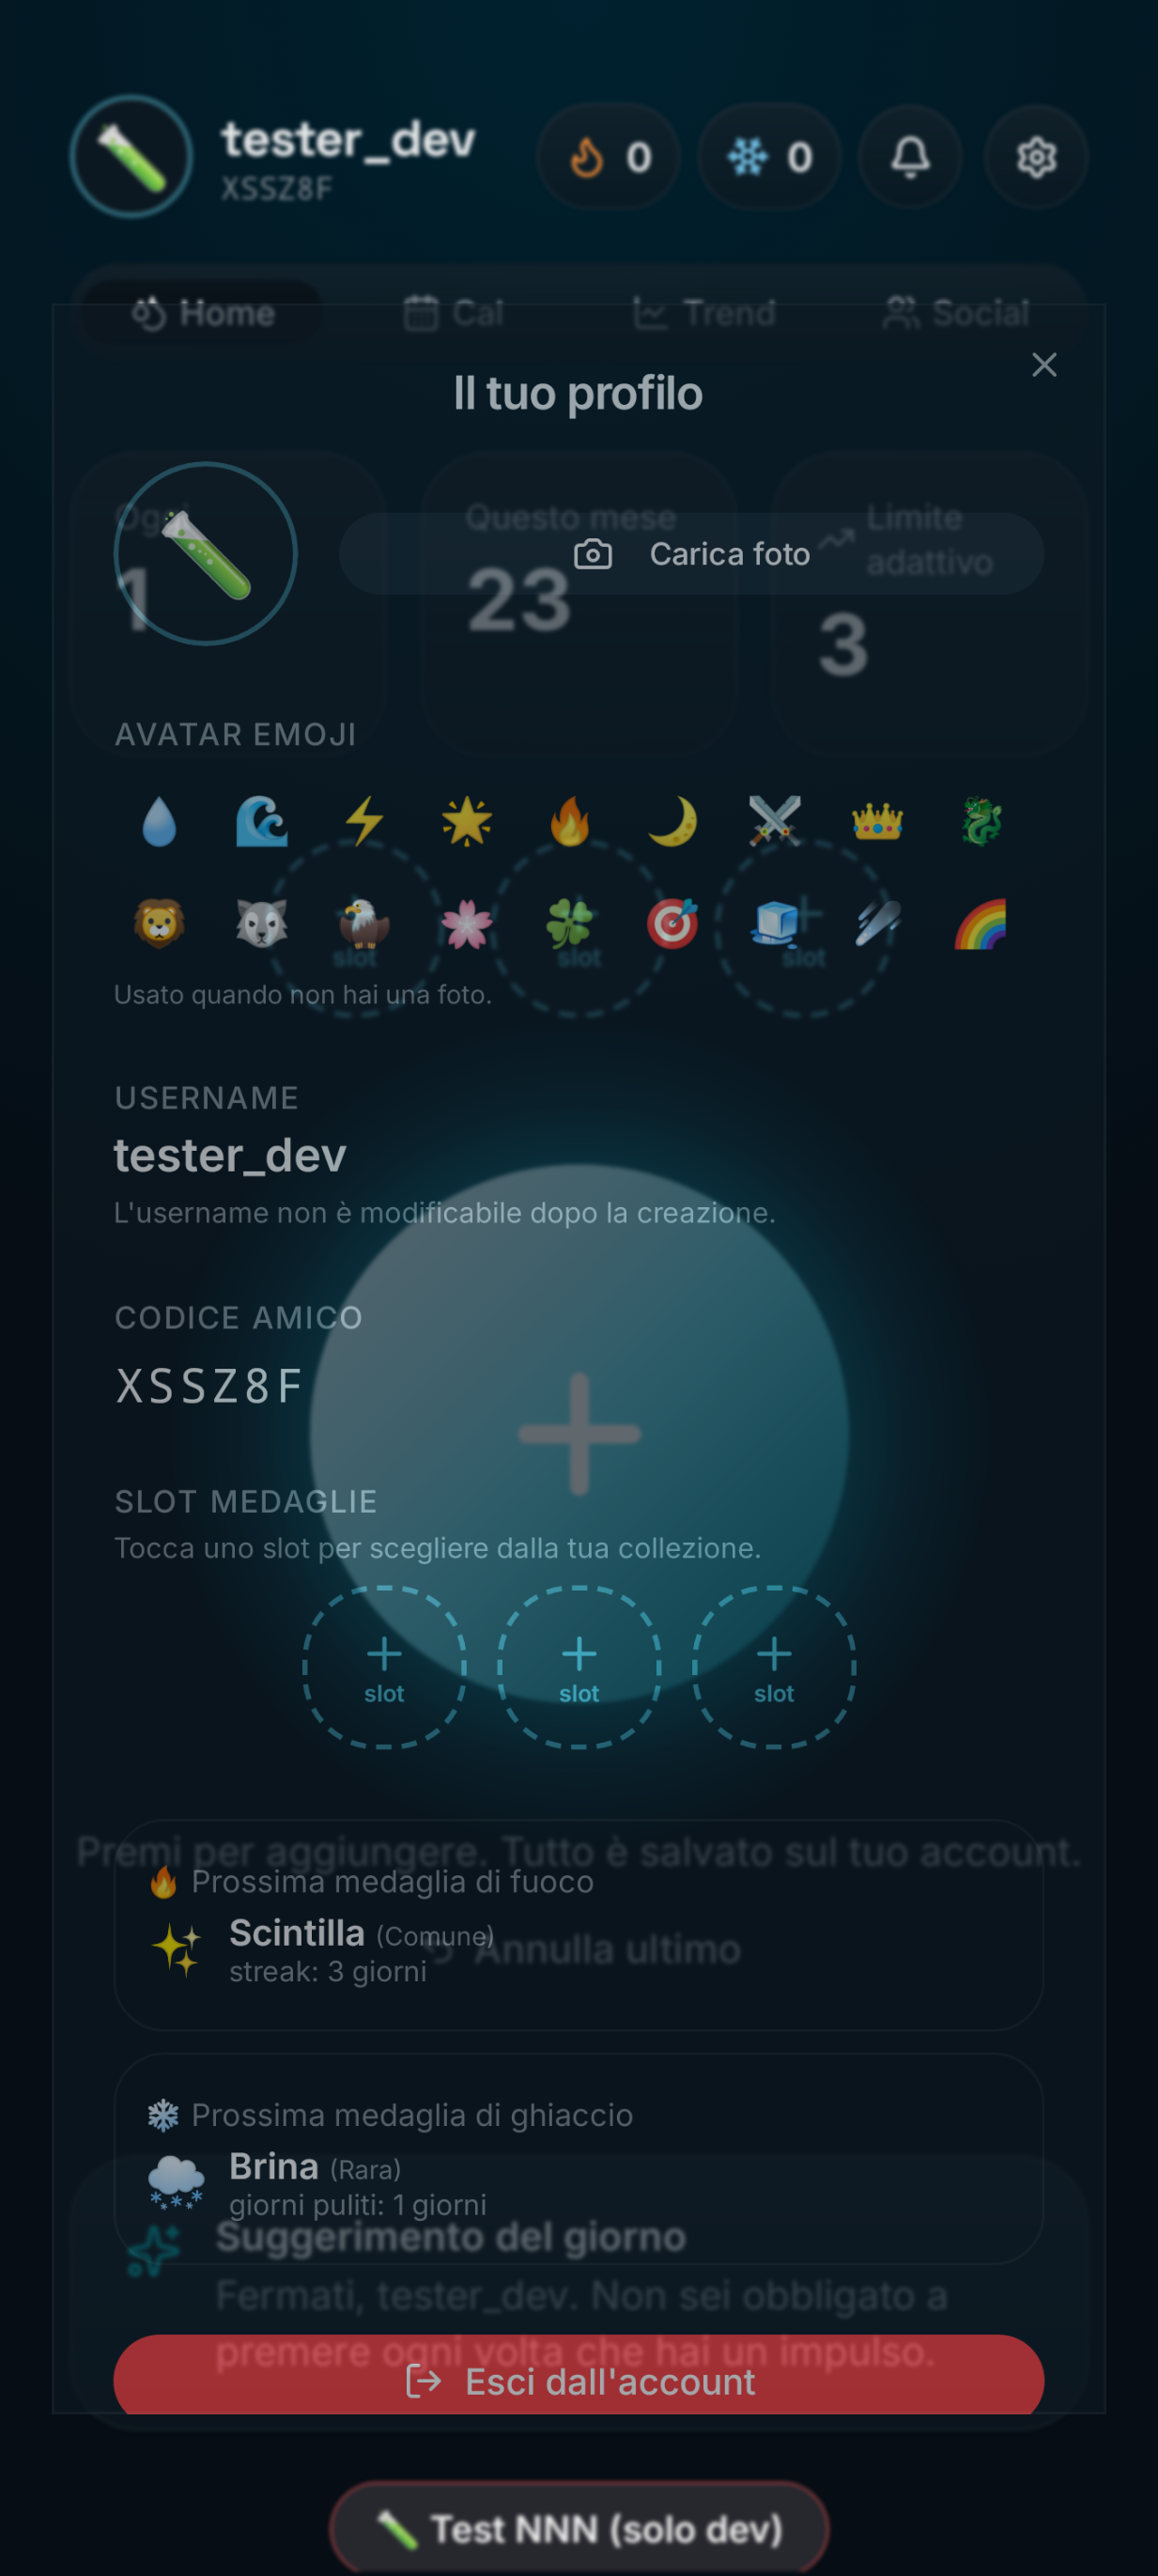 tester_dev
XSSZ8F
0
0
Home
Cal
Trend
Social
Il tuo profilo
Oggi
1
Questo mese
23
Limite
adattivo
3
Carica foto
AVATAR EMOJI
slot
slot
slot
Usato quando non hai una foto.
USERNAME
tester_dev
L'username non è modificabile dopo la creazione.
CODICE AMICO
XSSZ8F
SLOT MEDAGLIE
Tocca uno slot per scegliere dalla tua collezione.
slot
slot
slot
Premi per aggiungere. Tutto è salvato sul tuo account.
Prossima medaglia di fuoco
Scintilla (Comune)
streak: 3 giorni
Annulla ultimo
Prossima medaglia di ghiaccio
Brina (Rara)
giorni puliti: 1 giorni
Suggerimento del giorno
Fermati, tester_dev. Non sei obbligato a
premere ogni volta che hai un impulso.
Esci dall'account
Test NNN (solo dev)